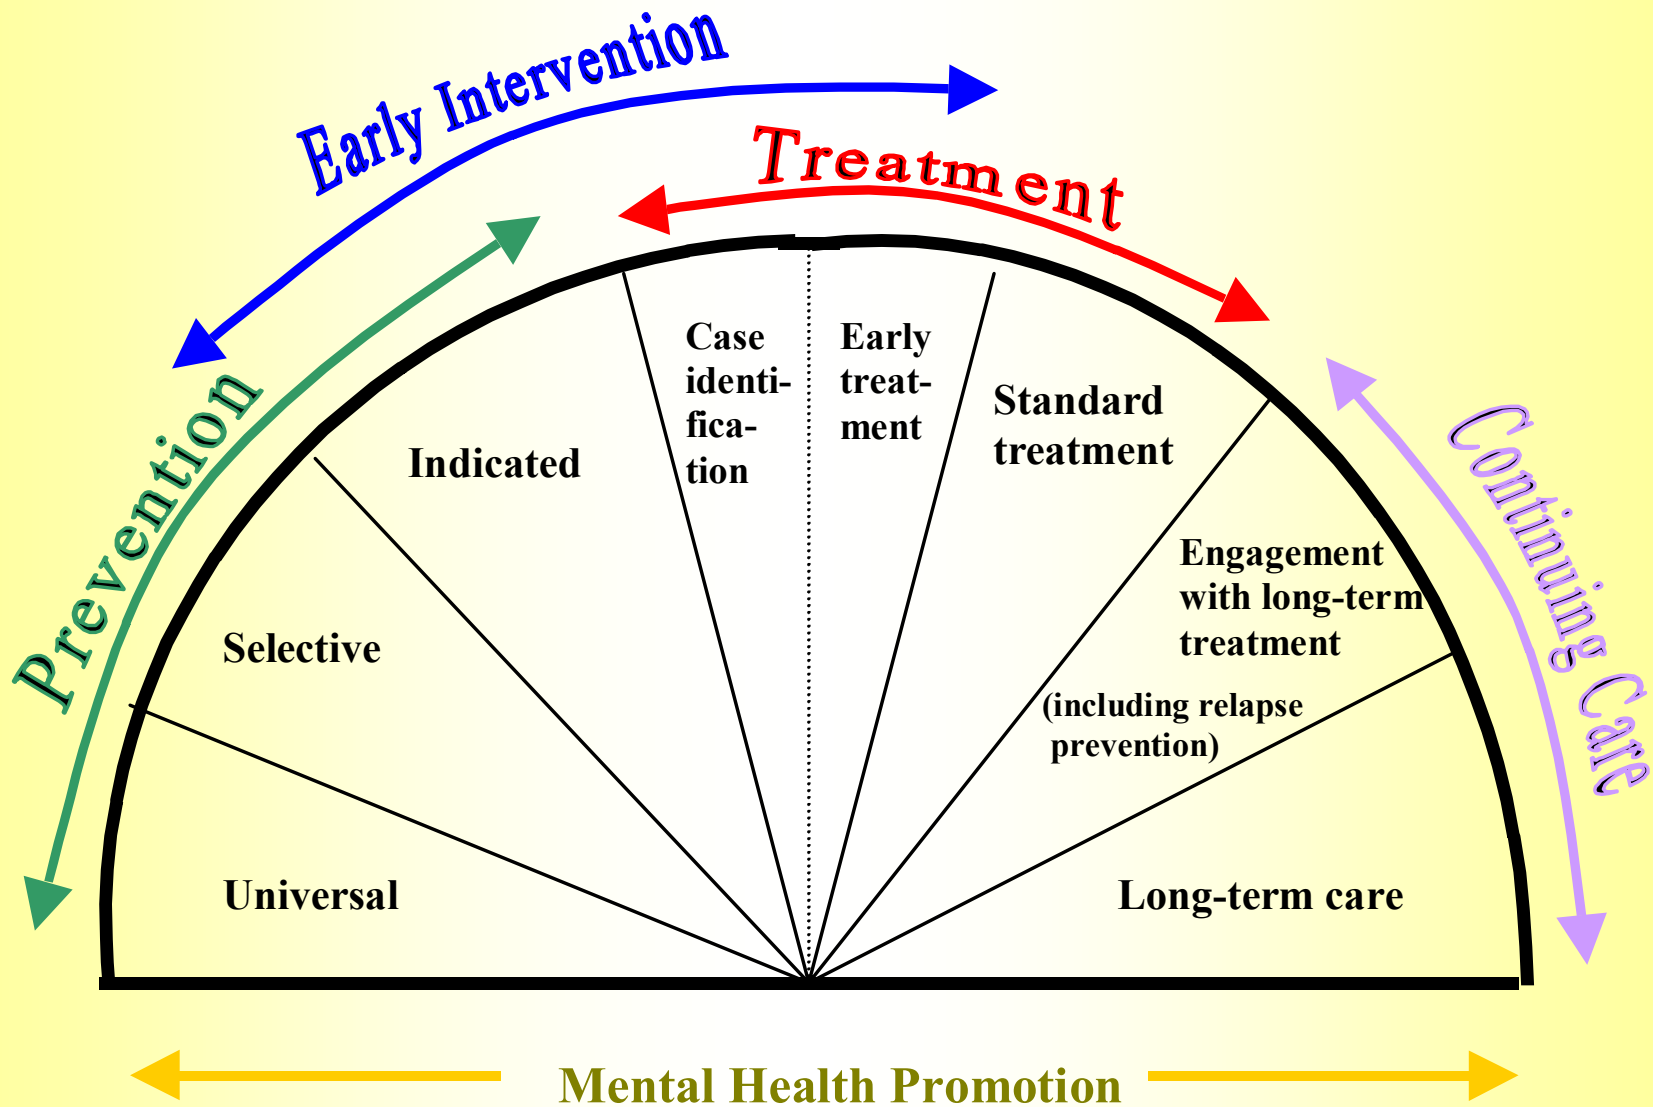 Early Intervention
Treatment
Prevention
Continuing Care
Case
identi-
fica-
tion
Early
treat-
ment
Standard
treatment
Indicated
Engagement
with long-term
treatment
Selective
(including relapse
prevention)
Universal
Long-term care
Mental Health Promotion